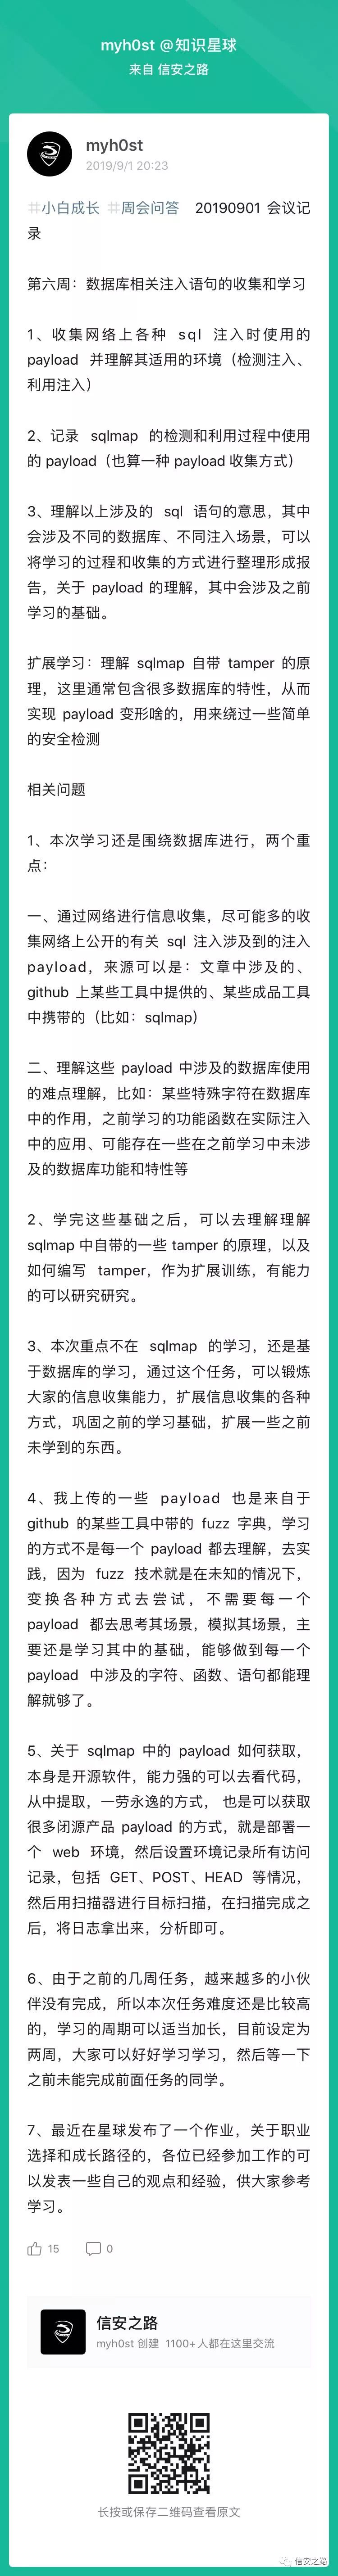 myh0st @知识星球
来自 信安之路
myh0st
2019/9/1 20:23
#小白成长 #周会问答 20190901 会议记
录
第六周：数据库相关注入语句的收集和学习
1、收集网络上各种 sql 注入时使用的
payload 并理解其适用的环境（检测注入、
利用注入）
2、记录 sqlmap 的检测和利用过程中使用
的 payload（也算一种 payload 收集方式）
3、理解以上涉及的 sql 语句的意思，其中
会涉及不同的数据库、不同注入场景，可以
将学习的过程和收集的方式进行整理形成报
告，关于 payload 的理解，其中会涉及之前
学习的基础。
扩展学习：理解 sqlmap 自带 tamper 的原
理，这里通常包含很多数据库的特性，从而
实现 payload 变形啥的，用来绕过一些简单
的安全检测
相关问题
1、本次学习还是围绕数据库进行，两个重
点：
一、通过网络进行信息收集，尽可能多的收
集网络上公开的有关 sql 注入涉及到的注入
payload，来源可以是：文章中涉及的、
github 上某些工具中提供的、某些成品工具
中携带的（比如：sqlmap）
二、理解这些 payload 中涉及的数据库使用
的难点理解，比如：某些特殊字符在数据库
中的作用，之前学习的功能函数在实际注入
中的应用、可能存在一些在之前学习中未涉
及的数据库功能和特性等
2、学完这些基础之后，可以去理解理解
sqlmap 中自带的一些 tamper 的原理，以及
如何编写 tamper，作为扩展训练，有能力
的可以研究研究。
3、本次重点不在 sqlmap 的学习，还是基
于数据库的学习，通过这个任务，可以锻炼
大家的信息收集能力，扩展信息收集的各种
方式，巩固之前的学习基础，扩展一些之前
未学到的东西。
4、我上传的一些 payload 也是来自于
github 的某些工具中带的 fuzz 字典，学习
的方式不是每一个 payload 都去理解，去实
践，因为 fuzz 技术就是在未知的情况下，
变换各种方式去尝试，不需要每一个
payload 都去思考其场景，模拟其场景，主
要还是学习其中的基础，能够做到每一个
payload 中涉及的字符、函数、语句都能理
解就够了。
5、关于 sqlmap 中的 payload 如何获取，
本身是开源软件，能力强的可以去看代码，
从中提取，一劳永逸的方式， 也是可以获取
很多闭源产品 payload 的方式，就是部署一
个 web 环境，然后设置环境记录所有访问
记录，包括 GET、POST、HEAD 等情况，
然后用扫描器进行目标扫描，在扫描完成之
后，将日志拿出来，分析即可。
6、由于之前的几周任务，越来越多的小伙
伴没有完成，所以本次任务难度还是比较高
的，学习的周期可以适当加长，目前设定为
两周，大家可以好好学习学习，然后等一下
之前未能完成前面任务的同学。
7、最近在星球发布了一个作业，关于职业
选择和成长路径的，各位已经参加工作的可
以发表一些自己的观点和经验，供大家参考
学习。
15 0
信安之路
myh0st 创建 1100+人都在这里交流
长按或保存二维码查看原文
信安之路